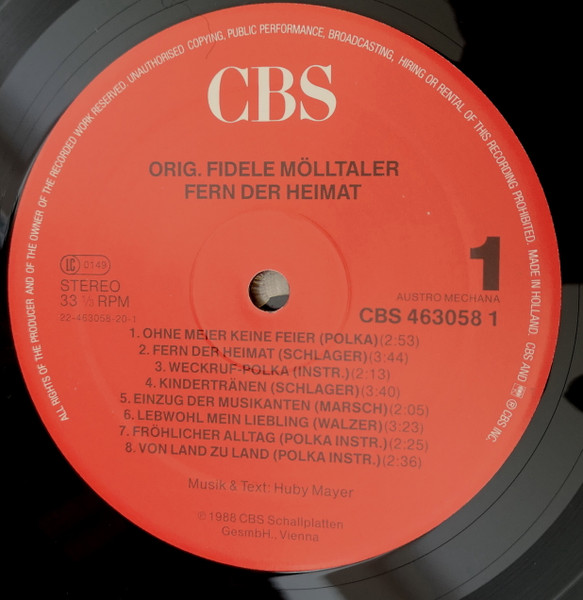 ALL RIGHTS OF THE PRODUCER AND OF THE OWNER OF THE RECORDED WORK RESERVED. UNAUTHORISED COPYING, PUBLIC PERFORMANCE, BROADCASTING, HIRING OR RENTAL OF THIS RECORDING PROHIBITED. MADE IN HOLLAND. CBS AND ℗ CBS INC.
CBS
ORIG. FIDELE MÖLLTALER
FERN DER HEIMAT
LC 0149
STEREO
33 ⅓ RPM
22-463058-20-1
1
AUSTRO MECHANA
CBS 463058 1
1. OHNE MEIER KEINE FEIER (POLKA) (2:53)
2. FERN DER HEIMAT (SCHLAGER) (3:44)
3. WECKRUF-POLKA (INSTR.) (2:13)
4. KINDERTRÄNEN (SCHLAGER) (3:40)
5. EINZUG DER MUSIKANTEN (MARSCH) (2:05)
6. LEBWOHL MEIN LIEBLING (WALZER) (3:23)
7. FRÖHLICHER ALLTAG (POLKA INSTR.) (2:25)
8. VON LAND ZU LAND (POLKA INSTR.) (2:36)
Musik & Text: Huby Mayer
℗ 1988 CBS Schallplatten
GesmbH., Vienna